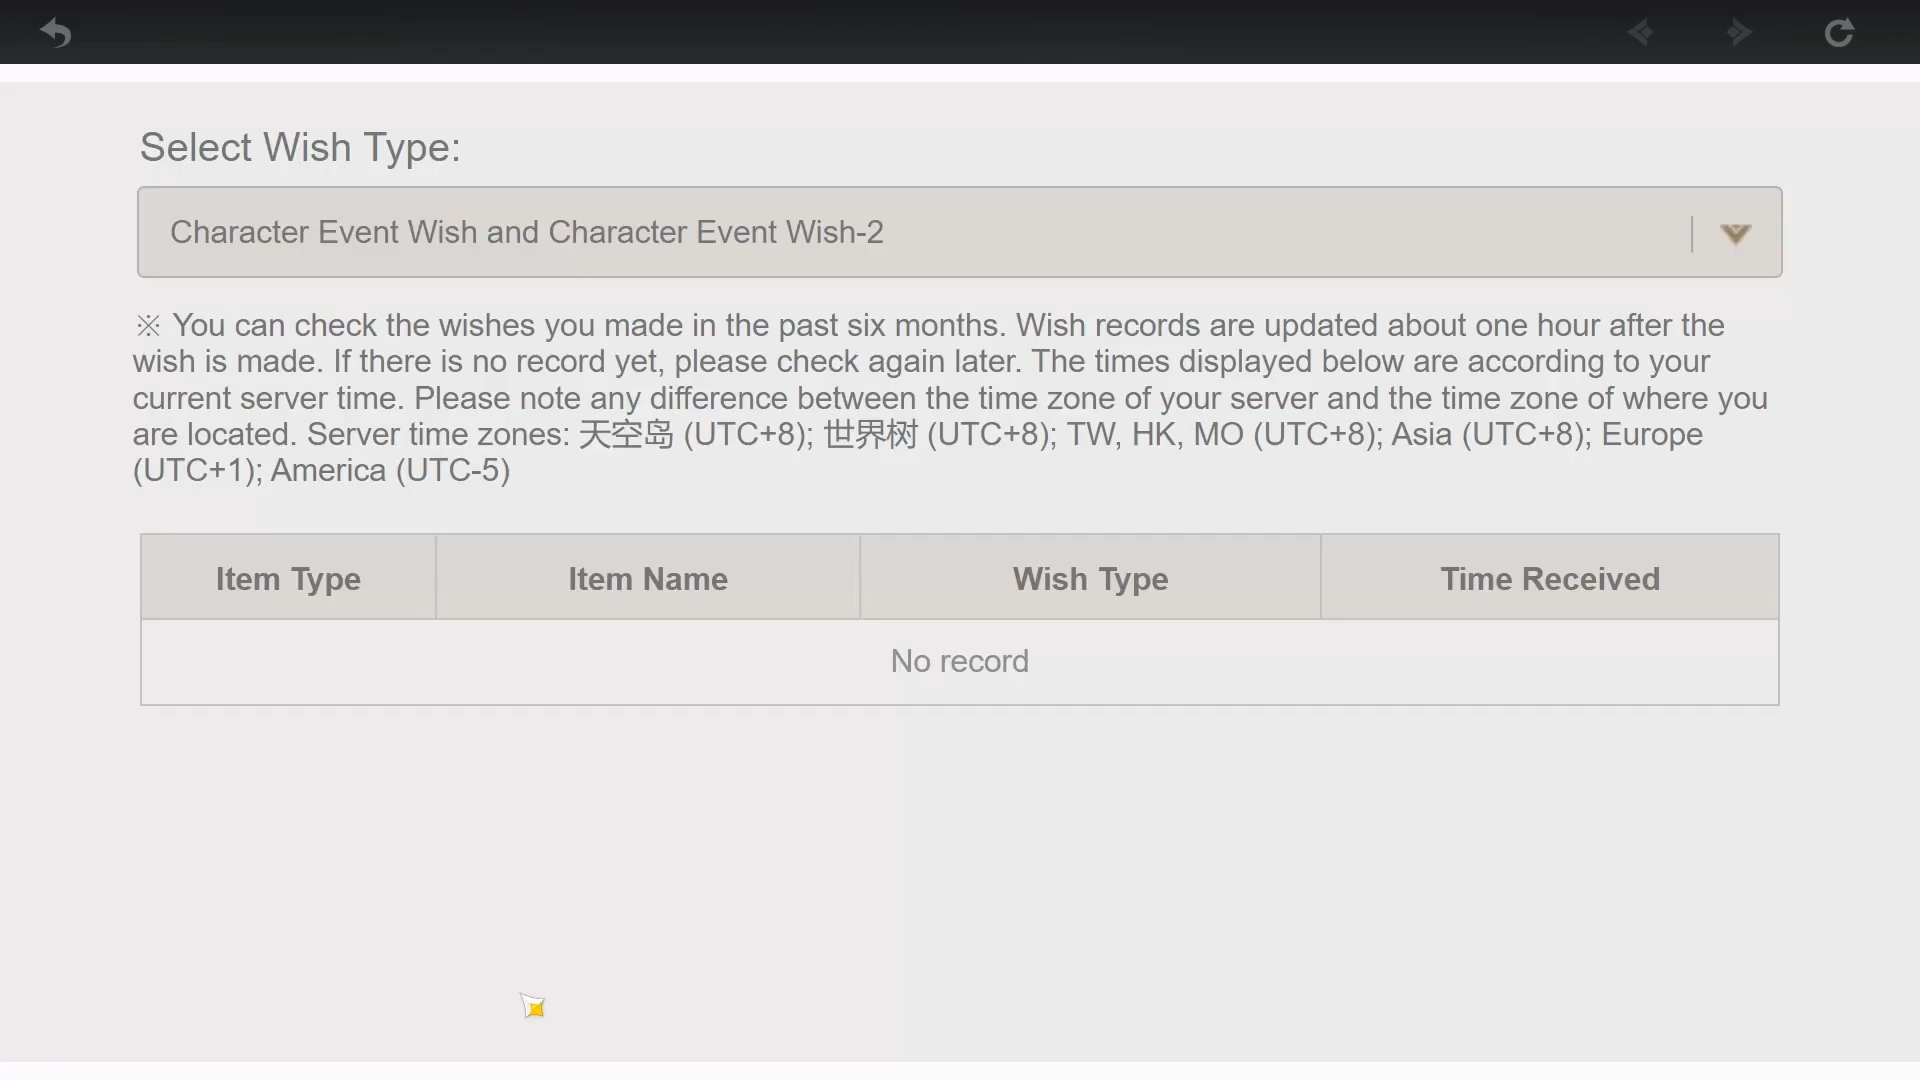 Select Wish Type:
Character Event Wish and Character Event Wish-2
※ You can check the wishes you made in the past six months. Wish records are updated about one hour after the
wish is made. If there is no record yet, please check again later. The times displayed below are according to your
current server time. Please note any difference between the time zone of your server and the time zone of where you
are located. Server time zones: 天空岛 (UTC+8); 世界树 (UTC+8); TW, HK, MO (UTC+8); Asia (UTC+8); Europe
(UTC+1); America (UTC-5)
Item Type Item Name Wish Type Time Received
No record